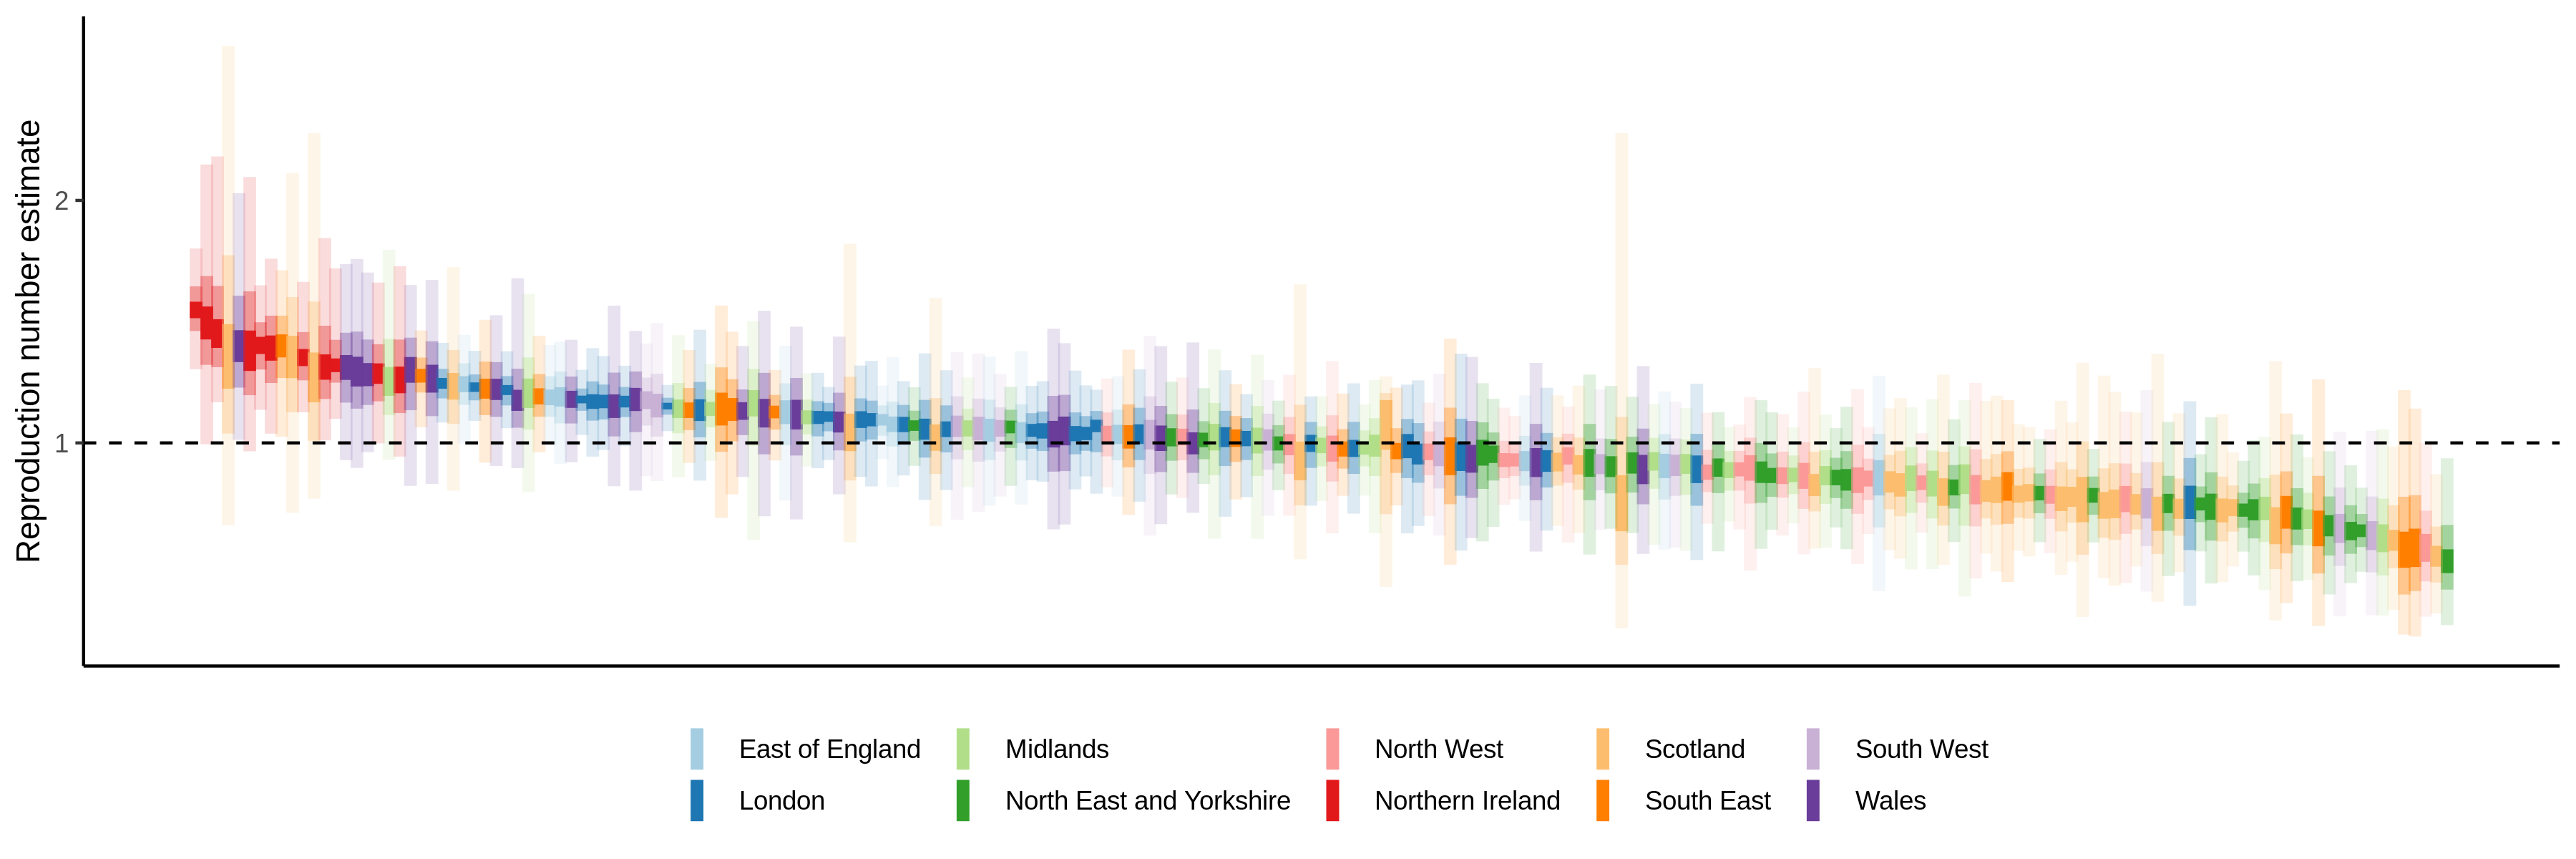 Reproduction number estimate
2
1
East of England
Midlands
North West
Scotland
South West
London
North East and Yorkshire
Northern Ireland
South East
Wales